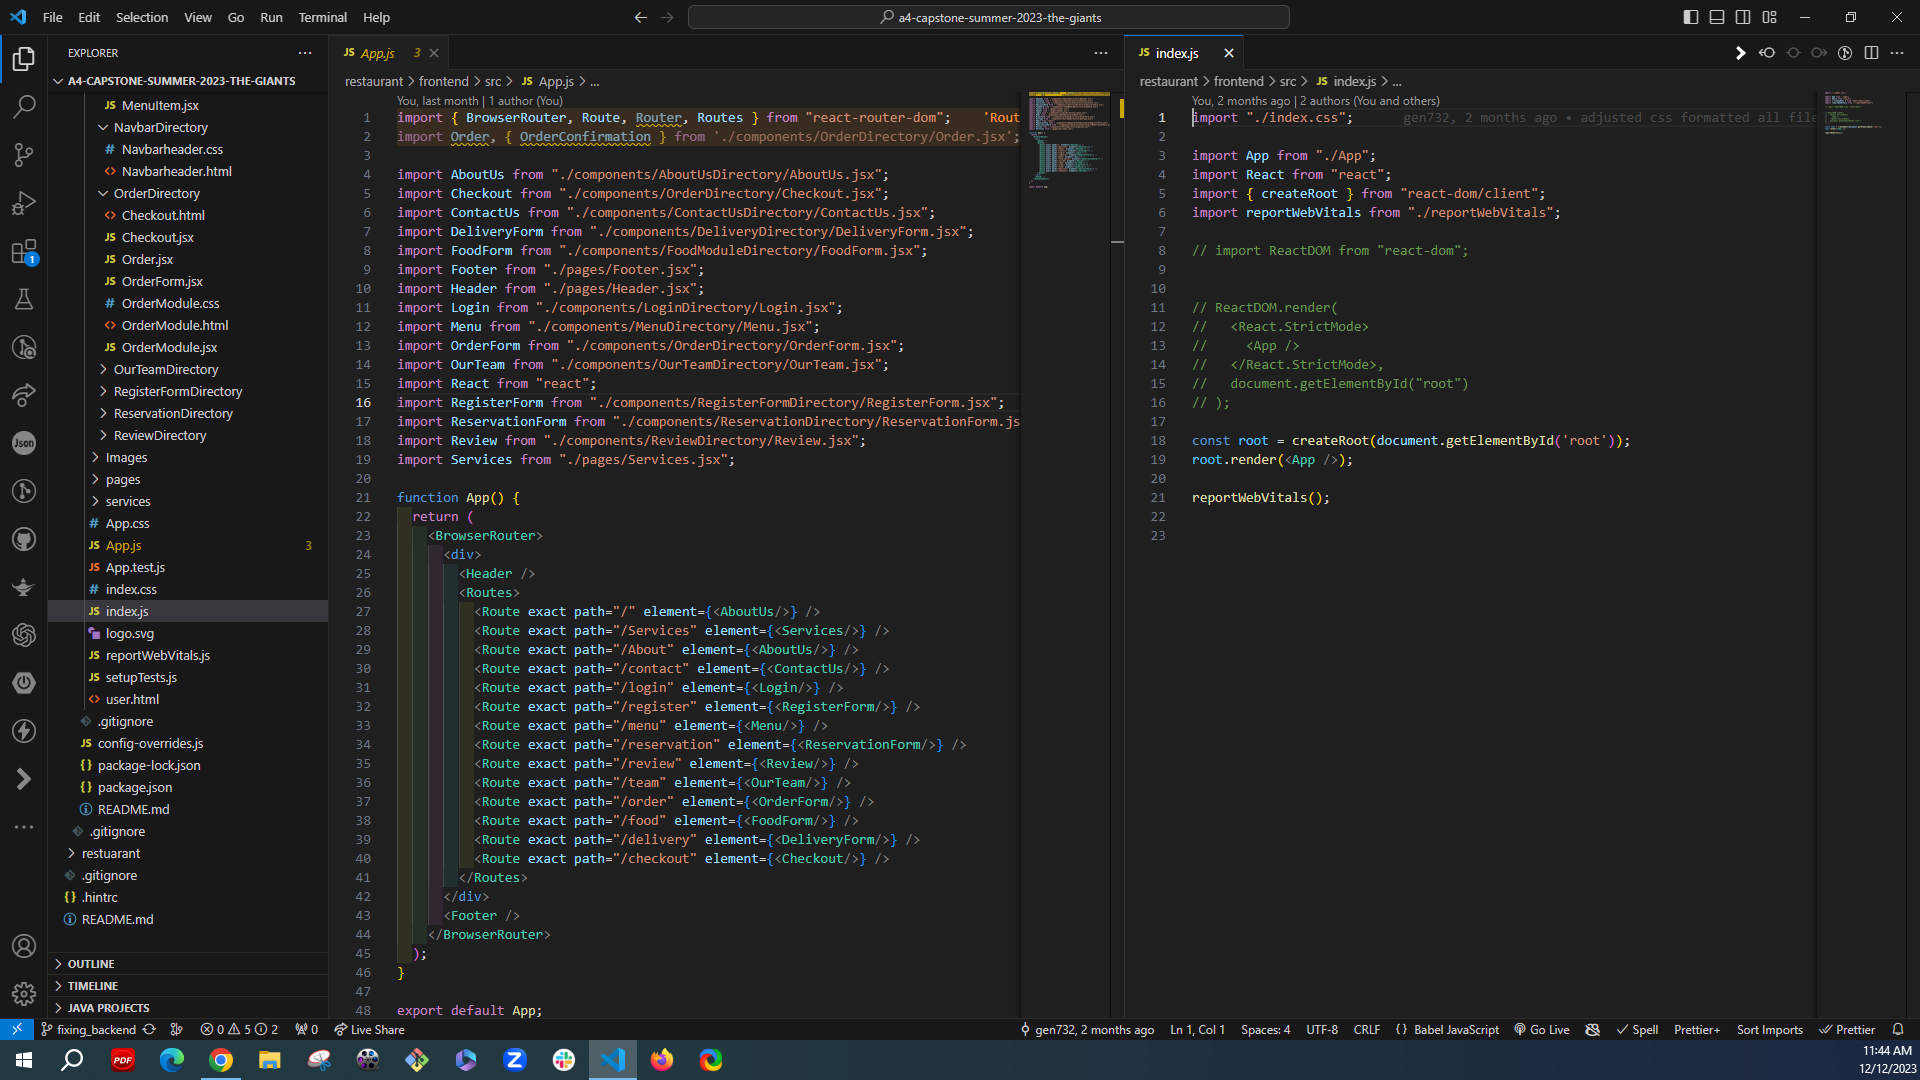 File Edit Selection View Go Run Terminal Help
a4-capstone-summer-2023-the-giants
EXPLORER
A4-CAPSTONE-SUMMER-2023-THE-GIANTS
MenuItem.jsx
NavbarDirectory
Navbarheader.css
Navbarheader.html
OrderDirectory
Checkout.html
Checkout.jsx
Order.jsx
OrderForm.jsx
OrderModule.css
OrderModule.html
OrderModule.jsx
OurTeamDirectory
RegisterFormDirectory
ReservationDirectory
ReviewDirectory
Images
pages
services
App.css
App.js 3
App.test.js
index.css
index.js
logo.svg
reportWebVitals.js
setupTests.js
user.html
.gitignore
config-overrides.js
package-lock.json
package.json
README.md
.gitignore
restuarant
.gitignore
.hintrc
README.md
OUTLINE
TIMELINE
JAVA PROJECTS
JS App.js 3
restaurant > frontend > src > JS App.js > ...
You, last month | 1 author (You)
1 import { BrowserRouter, Route, Router, Routes } from "react-router-dom"; 'Rout
2 import Order, { OrderConfirmation } from './components/OrderDirectory/Order.jsx';
3
4 import AboutUs from "./components/AboutUsDirectory/AboutUs.jsx";
5 import Checkout from "./components/OrderDirectory/Checkout.jsx";
6 import ContactUs from "./components/ContactUsDirectory/ContactUs.jsx";
7 import DeliveryForm from "./components/DeliveryDirectory/DeliveryForm.jsx";
8 import FoodForm from "./components/FoodModuleDirectory/FoodForm.jsx";
9 import Footer from "./pages/Footer.jsx";
10 import Header from "./pages/Header.jsx";
11 import Login from "./components/LoginDirectory/Login.jsx";
12 import Menu from "./components/MenuDirectory/Menu.jsx";
13 import OrderForm from "./components/OrderDirectory/OrderForm.jsx";
14 import OurTeam from "./components/OurTeamDirectory/OurTeam.jsx";
15 import React from "react";
16 import RegisterForm from "./components/RegisterFormDirectory/RegisterForm.jsx";
17 import ReservationForm from "./components/ReservationDirectory/ReservationForm.js
18 import Review from "./components/ReviewDirectory/Review.jsx";
19 import Services from "./pages/Services.jsx";
20
21 function App() {
22 return (
23 <BrowserRouter>
24 <div>
25 <Header />
26 <Routes>
27 <Route exact path="/" element={<AboutUs/>} />
28 <Route exact path="/Services" element={<Services/>} />
29 <Route exact path="/About" element={<AboutUs/>} />
30 <Route exact path="/contact" element={<ContactUs/>} />
31 <Route exact path="/login" element={<Login/>} />
32 <Route exact path="/register" element={<RegisterForm/>} />
33 <Route exact path="/menu" element={<Menu/>} />
34 <Route exact path="/reservation" element={<ReservationForm/>} />
35 <Route exact path="/review" element={<Review/>} />
36 <Route exact path="/team" element={<OurTeam/>} />
37 <Route exact path="/order" element={<OrderForm/>} />
38 <Route exact path="/food" element={<FoodForm/>} />
39 <Route exact path="/delivery" element={<DeliveryForm/>} />
40 <Route exact path="/checkout" element={<Checkout/>} />
41 </Routes>
42 </div>
43 <Footer />
44 </BrowserRouter>
45 );
46 }
47
48 export default App;
JS index.js
restaurant > frontend > src > JS index.js > ...
You, 2 months ago | 2 authors (You and others)
1 import "./index.css"; gen732, 2 months ago • adjusted css formatted all file
2
3 import App from "./App";
4 import React from "react";
5 import { createRoot } from "react-dom/client";
6 import reportWebVitals from "./reportWebVitals";
7
8 // import ReactDOM from "react-dom";
9
10
11 // ReactDOM.render(
12 // <React.StrictMode>
13 // <App />
14 // </React.StrictMode>,
15 // document.getElementById("root")
16 // );
17
18 const root = createRoot(document.getElementById('root'));
19 root.render(<App />);
20
21 reportWebVitals();
22
23
fixing_backend 0 5 2 0 Live Share
gen732, 2 months ago Ln 1, Col 1 Spaces: 4 UTF-8 CRLF {} Babel JavaScript Go Live Spell Prettier+ Sort Imports Prettier
11:44 AM
12/12/2023